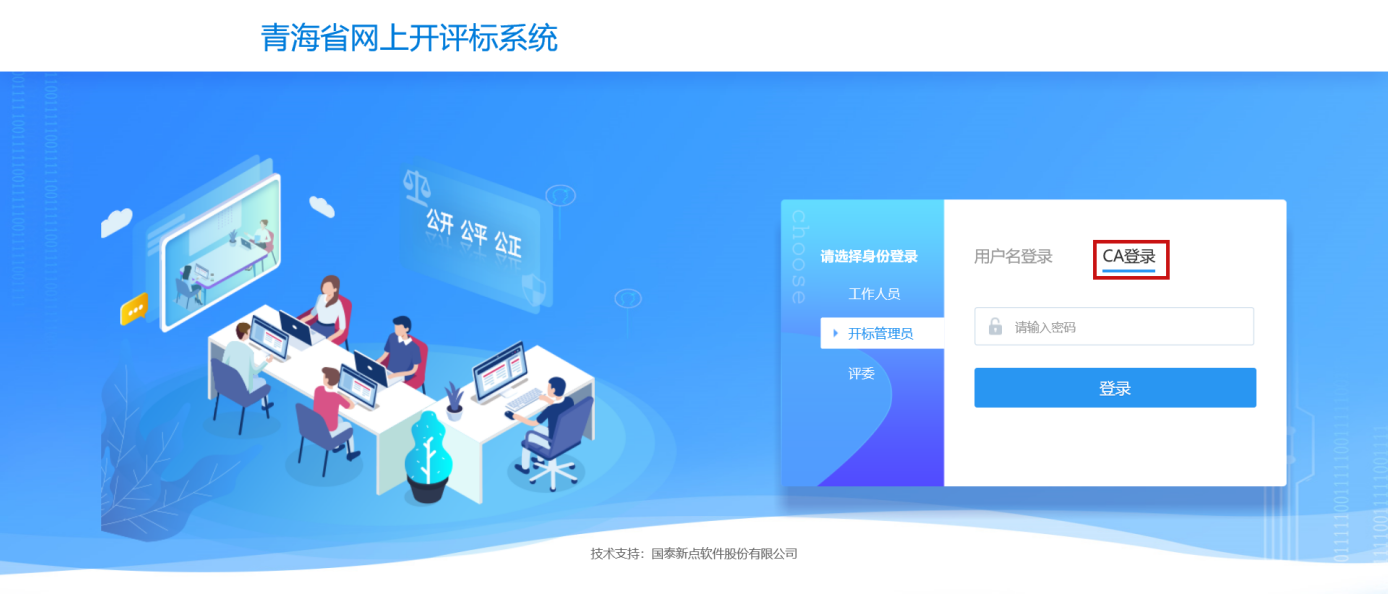 青海省网上开评标系统
公开 公平 公正
choose
请选择身份登录
工作人员
开标管理员
评委
用户名登录
CA登录
请输入密码
登录
技术支持：国泰新点软件股份有限公司